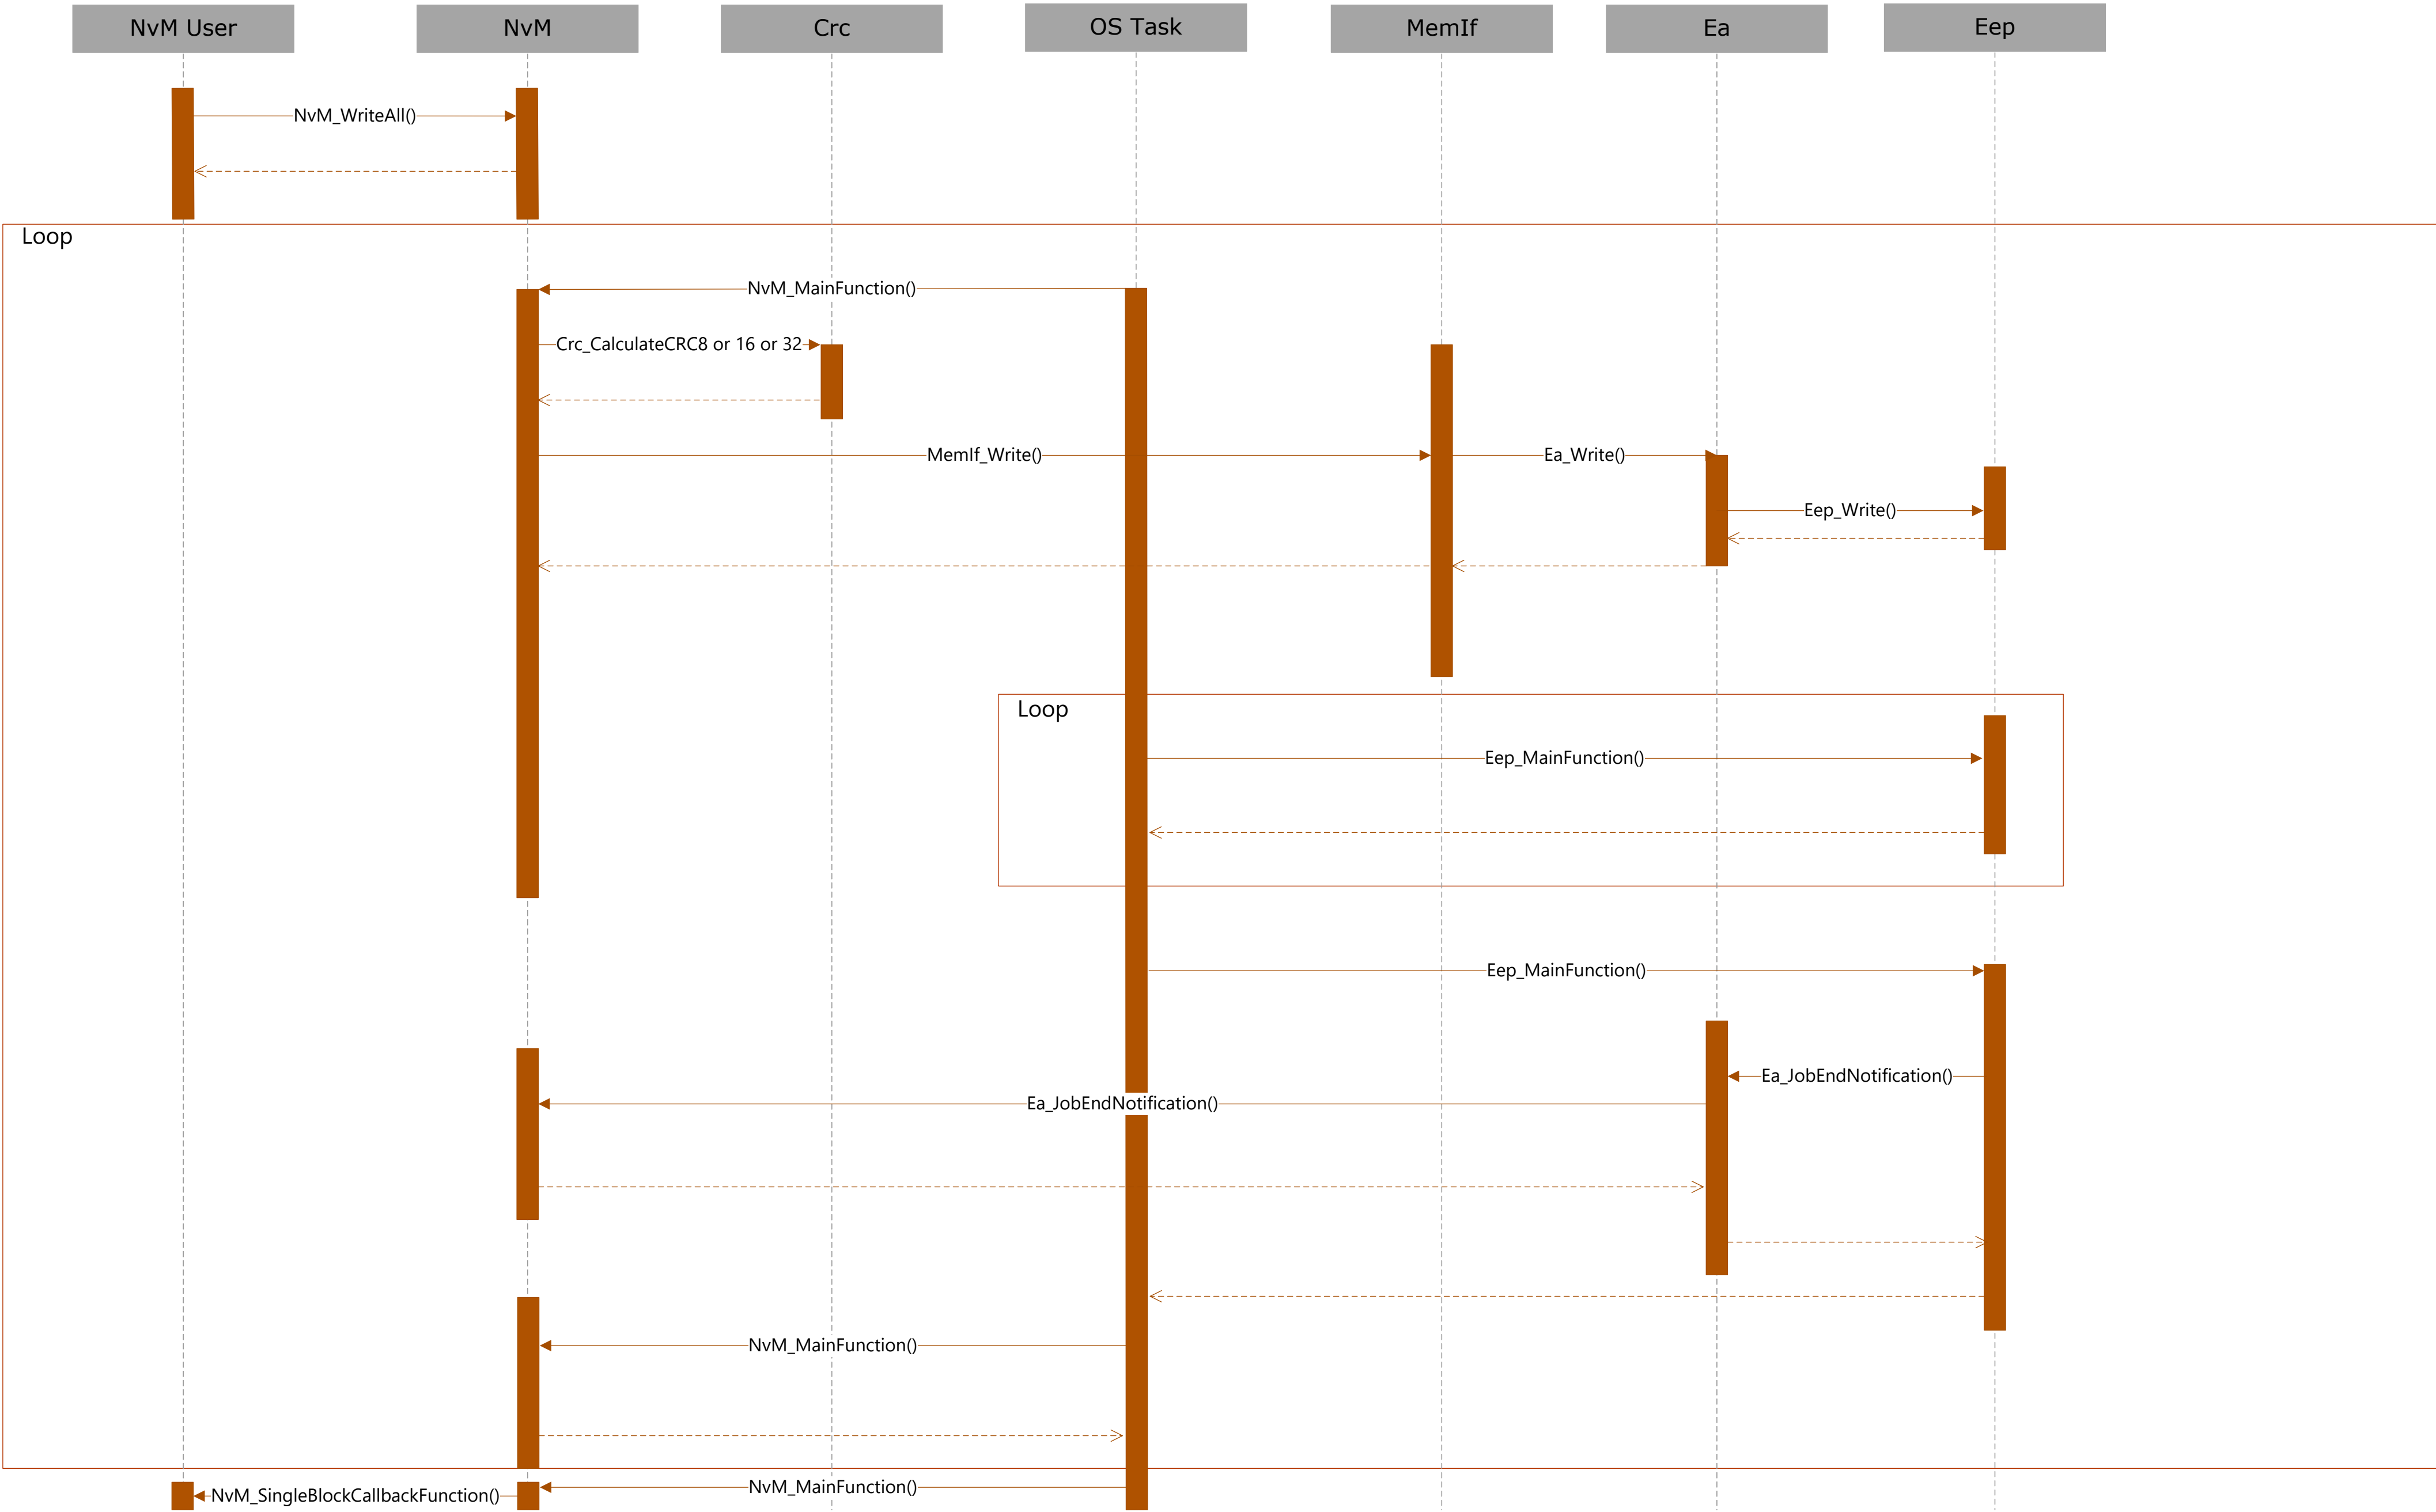 NvM User
NvM
Crc
OS Task
MemIf
Ea
Eep
NvM_WriteAll()
Loop
NvM_MainFunction()
Crc_CalculateCRC8 or 16 or 32
MemIf_Write()
Ea_Write()
Eep_Write()
Loop
Eep_MainFunction()
Eep_MainFunction()
Ea_JobEndNotification()
Ea_JobEndNotification()
NvM_MainFunction()
NvM_MainFunction()
NvM_SingleBlockCallbackFunction()